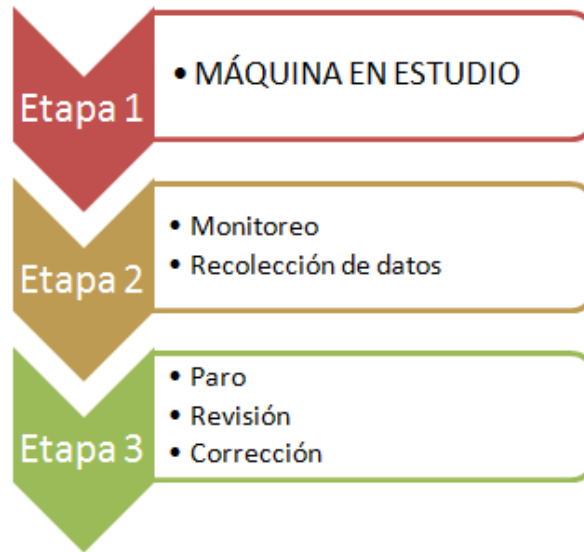 Etapa 1
• MÁQUINA EN ESTUDIO
Etapa 2
• Monitoreo
• Recolección de datos
Etapa 3
• Paro
• Revisión
• Corrección